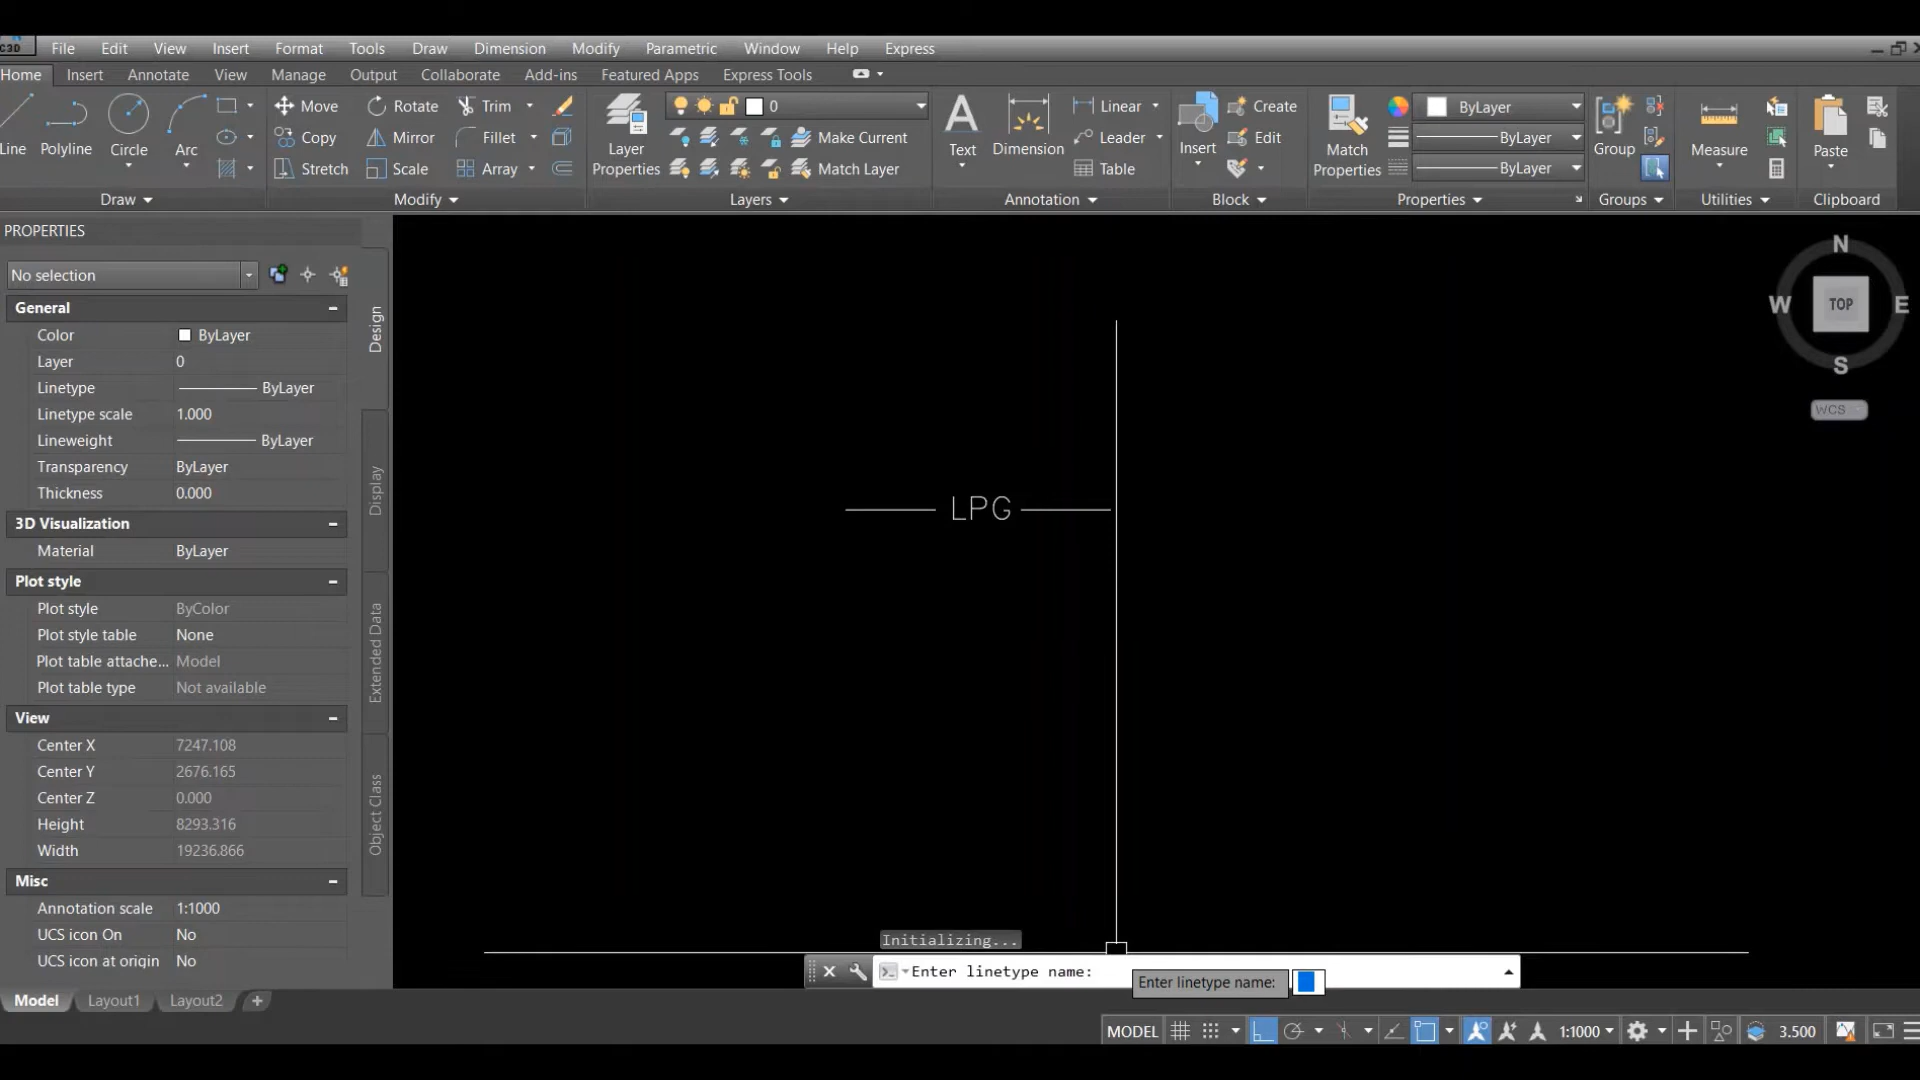 C3D
File Edit View Insert Format Tools Draw Dimension Modify Parametric Window Help Express
Home Insert Annotate View Manage Output Collaborate Add-ins Featured Apps Express Tools
Line Polyline Circle Arc
Move Rotate Trim
Copy Mirror Fillet
Stretch Scale Array
Layer Properties
0
Make Current
Match Layer
Text Dimension
Linear
Leader
Table
Insert
Create
Edit
Match Properties
ByLayer
ByLayer
ByLayer
Group
Measure
Paste
Draw Modify Layers Annotation Block Properties Groups Utilities Clipboard
PROPERTIES
No selection
General
Color ByLayer
Layer 0
Linetype ByLayer
Linetype scale 1.000
Lineweight ByLayer
Transparency ByLayer
Thickness 0.000
3D Visualization
Material ByLayer
Plot style
Plot style ByColor
Plot style table None
Plot table attache... Model
Plot table type Not available
View
Center X 7247.108
Center Y 2676.165
Center Z 0.000
Height 8293.316
Width 19236.866
Misc
Annotation scale 1:1000
UCS icon On No
UCS icon at origin No
Design
Display
Extended Data
Object Class
LPG
N
W TOP E
S
WCS
Initializing...
Enter linetype name:
Enter linetype name:
Model Layout1 Layout2 +
MODEL 1:1000 3.500